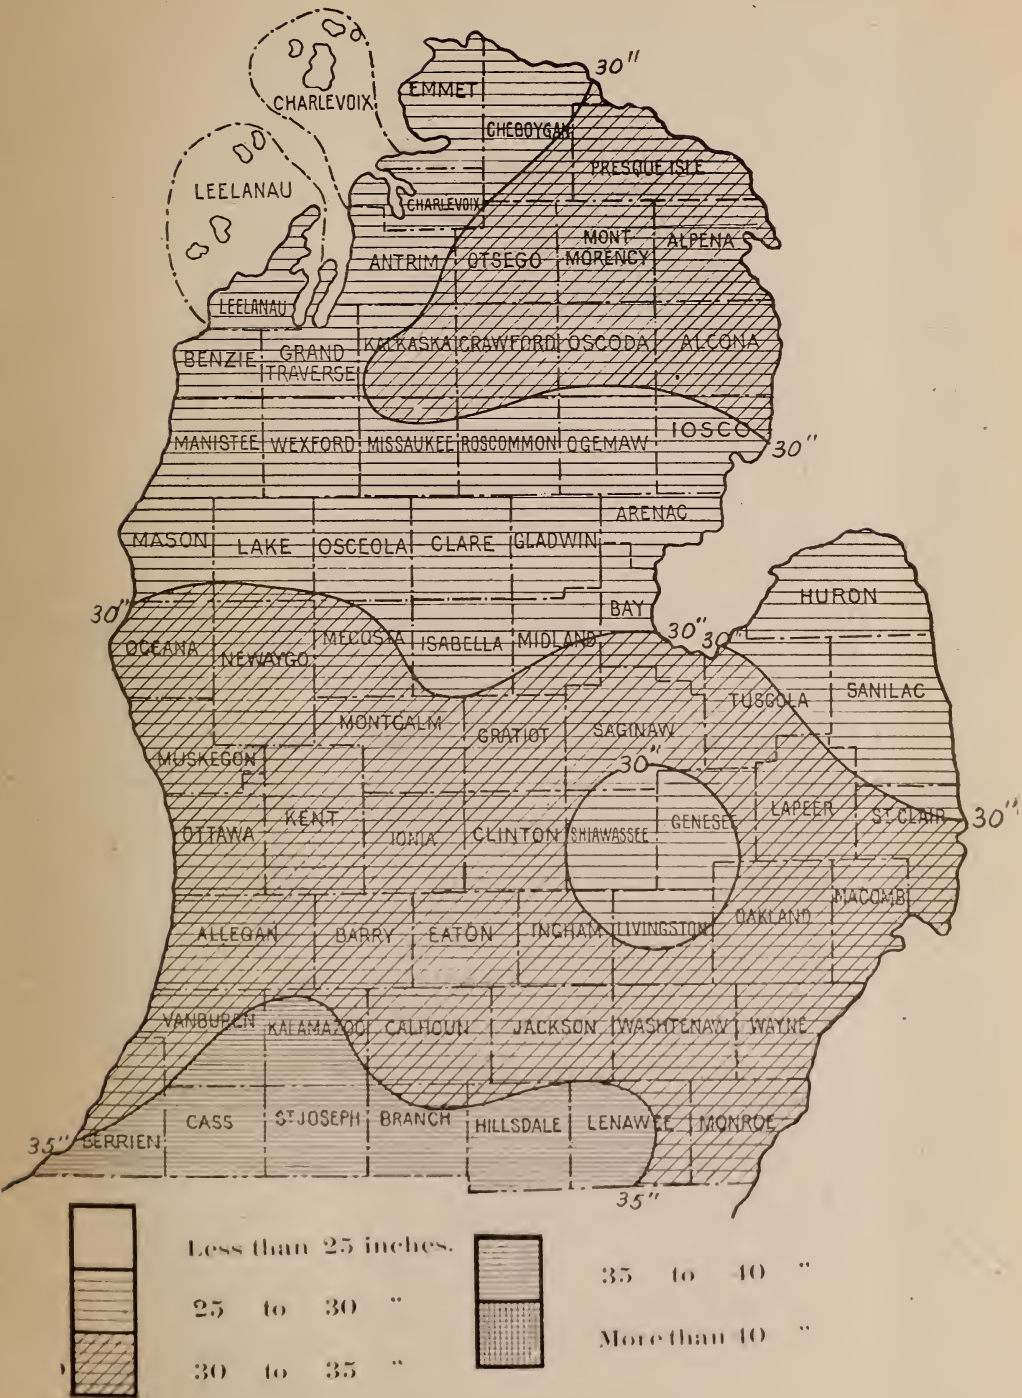 30"
EMMET
CHARLEVOIX
CHEBOYGAN
PRESQUE ISLE
LEELANAU
CHARLEVOIX
ANTRIM
OTSEGO
MONT-
MORENCY
ALPENA
LEELANAU
BENZIE
GRAND
TRAVERSE
KALKASKA
CRAWFORD
OSCODA
ALCONA
MANISTEE
WEXFORD
MISSAUKEE
ROSCOMMON
OGEMAW
IOSCO
30"
MASON
LAKE
OSCEOLA
CLARE
GLADWIN
ARENAC
HURON
30"
BAY
OCEANA
NEWAYGO
MECOSTA
ISABELLA
MIDLAND
30"
30"
TUSCOLA
SANILAC
MONTCALM
GRATIOT
SAGINAW
MUSKEGON
30"
OTTAWA
KENT
IONIA
CLINTON
SHIAWASSEE
GENESEE
LAPEER
ST. CLAIR
30"
ALLEGAN
BARRY
EATON
INGHAM
LIVINGSTON
OAKLAND
MACOMB
VANBUREN
KALAMAZOO
CALHOUN
JACKSON
WASHTENAW
WAYNE
35"
BERRIEN
CASS
ST. JOSEPH
BRANCH
HILLSDALE
LENAWEE
MONROE
35"
Less than 25 inches.
25 to 30 "
30 to 35 "
35 to 40 "
More than 40 "